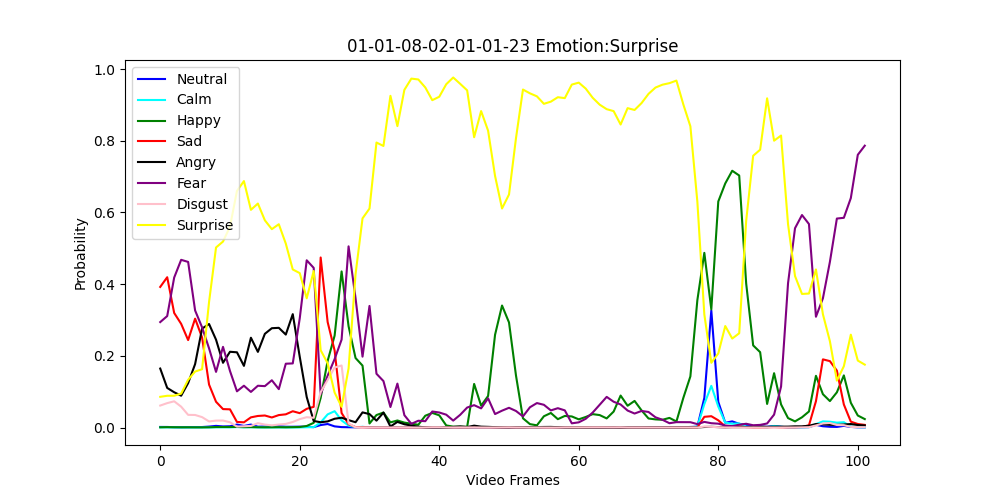 01-01-08-02-01-01-23 Emotion:Surprise
1.0
0.8
0.6
0.4
0.2
0.0
Probability
Neutral
Calm
Happy
Sad
Angry
Fear
Disgust
Surprise
0 20 40 60 80 100
Video Frames